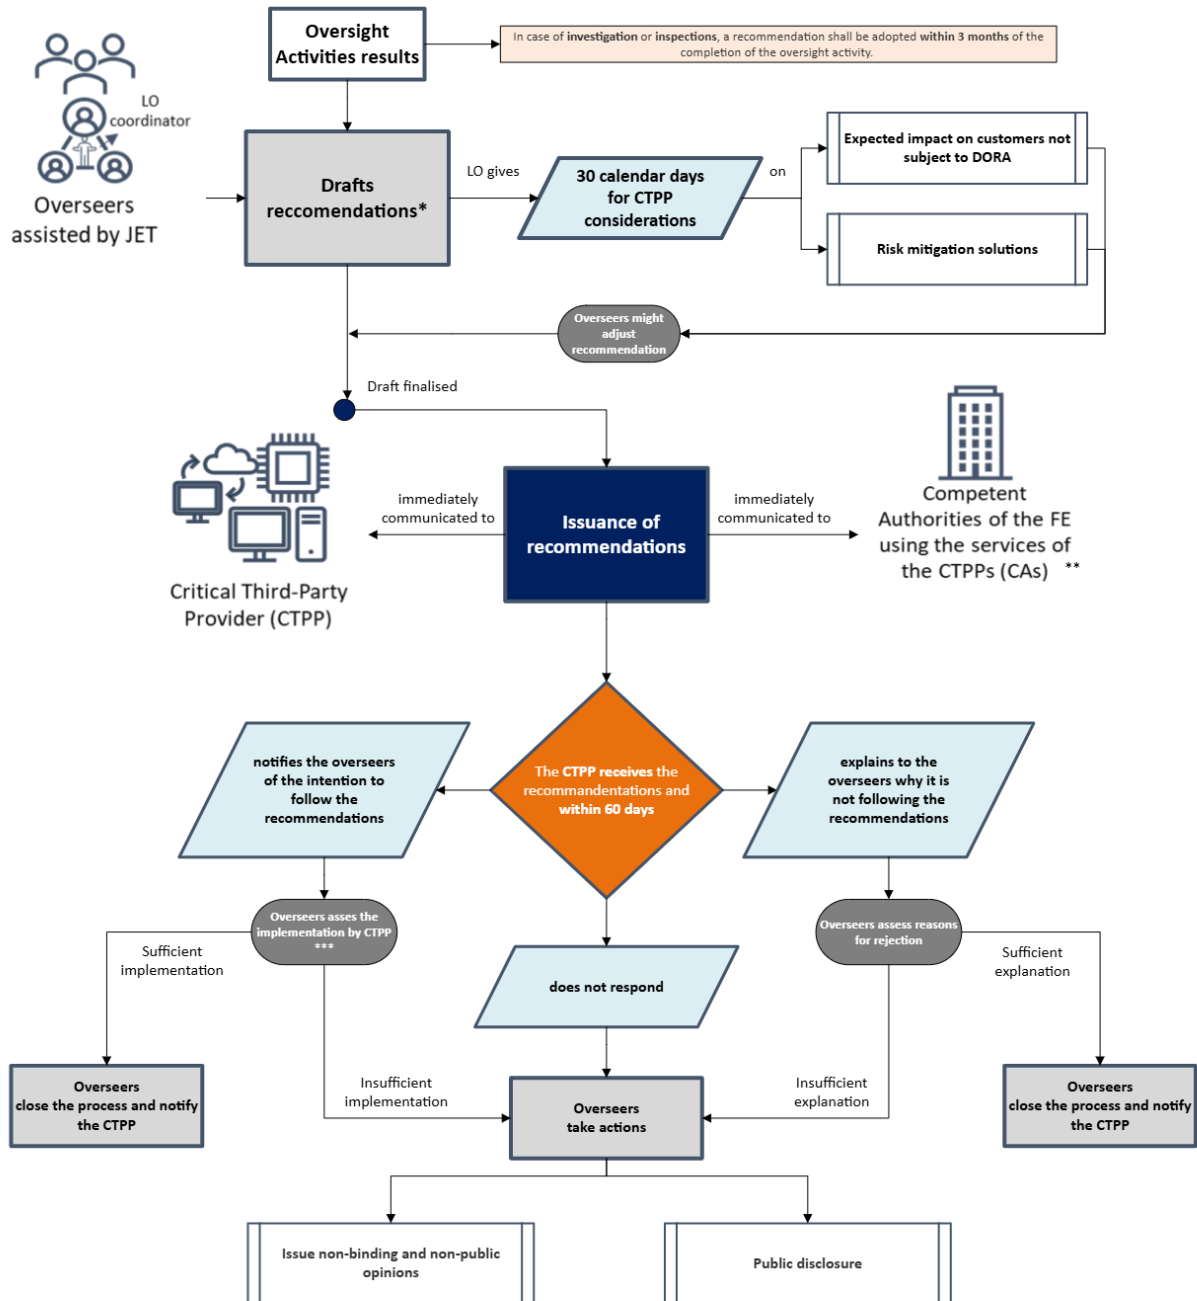 Oversight
Activities results
In case of investigation or inspections, a recommendation shall be adopted within 3 months of the
completion of the oversight activity.
LO
coordinator
Overseers
assisted by JET
Drafts
reccomendations*
LO gives
30 calendar days
for CTPP
considerations
on
Expected impact on customers not
subject to DORA
Risk mitigation solutions
Overseers might
adjust
recommendation
Draft finalised
Critical Third-Party
Provider (CTPP)
immediately
communicated to
Issuance of
recommendations
immediately
communicated to
Competent
Authorities of the FE
using the services of
the CTPPs (CAs) **
notifies the overseers
of the intention to
follow the
recommendations
The CTPP receives the
recommandentations and
within 60 days
explains to the
overseers why it is
not following the
recommendations
Overseers asses the
implementation by CTPP
***
Overseers assess reasons
for rejection
Sufficient
implementation
does not respond
Sufficient
explanation
Overseers
close the process and notify
the CTPP
Insufficient
implementation
Overseers
take actions
Insufficient
explanation
Overseers
close the process and notify
the CTPP
Issue non-binding and non-public
opinions
Public disclosure